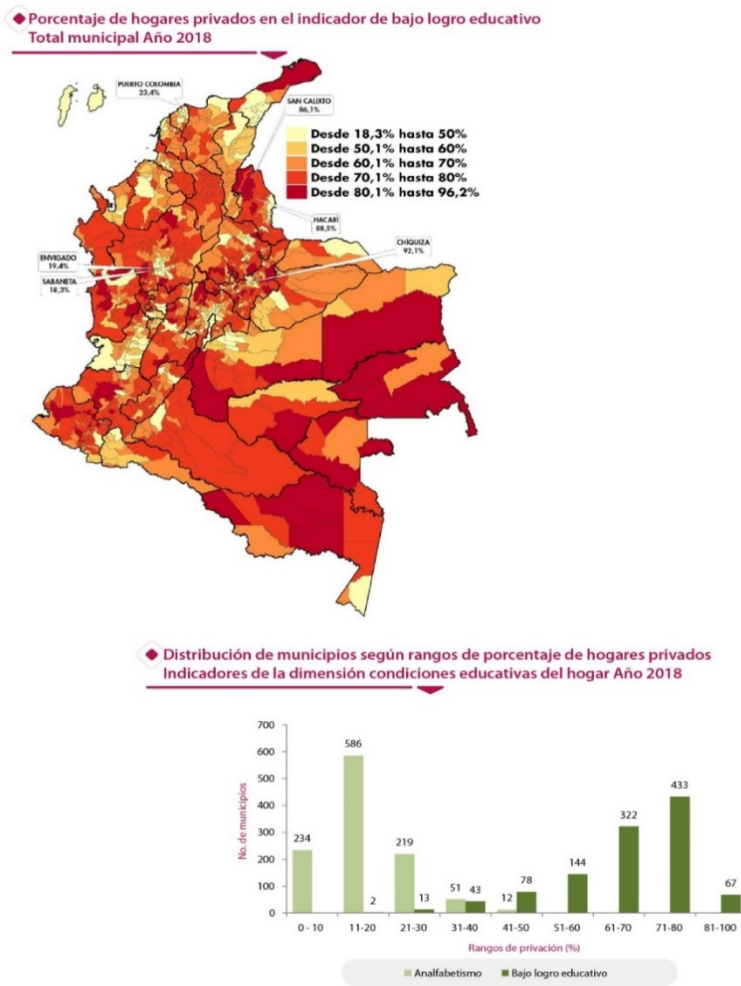 Porcentaje de hogares privados en el indicador de bajo logro educativo
Total municipal Año 2018
PUERTO COLOMBIA
23,4%
SAN CALIXTO
86,1%
Desde 18,3% hasta 50%
Desde 50,1% hasta 60%
Desde 60,1% hasta 70%
Desde 70,1% hasta 80%
Desde 80,1% hasta 96,2%
HACARÍ
88,5%
CHÍQUIZA
92,1%
ENVIGADO
19,4%
SABANETA
18,3%
Distribución de municipios según rangos de porcentaje de hogares privados
Indicadores de la dimensión condiciones educativas del hogar Año 2018
No. de municipios
700
600
500
400
300
200
100
0
234
586
2
219
13
51
43
12
78
144
322
433
67
0 - 10
11-20
21-30
31-40
41-50
51-60
61-70
71-80
81-100
Rangos de privación (%)
Analfabetismo
Bajo logro educativo